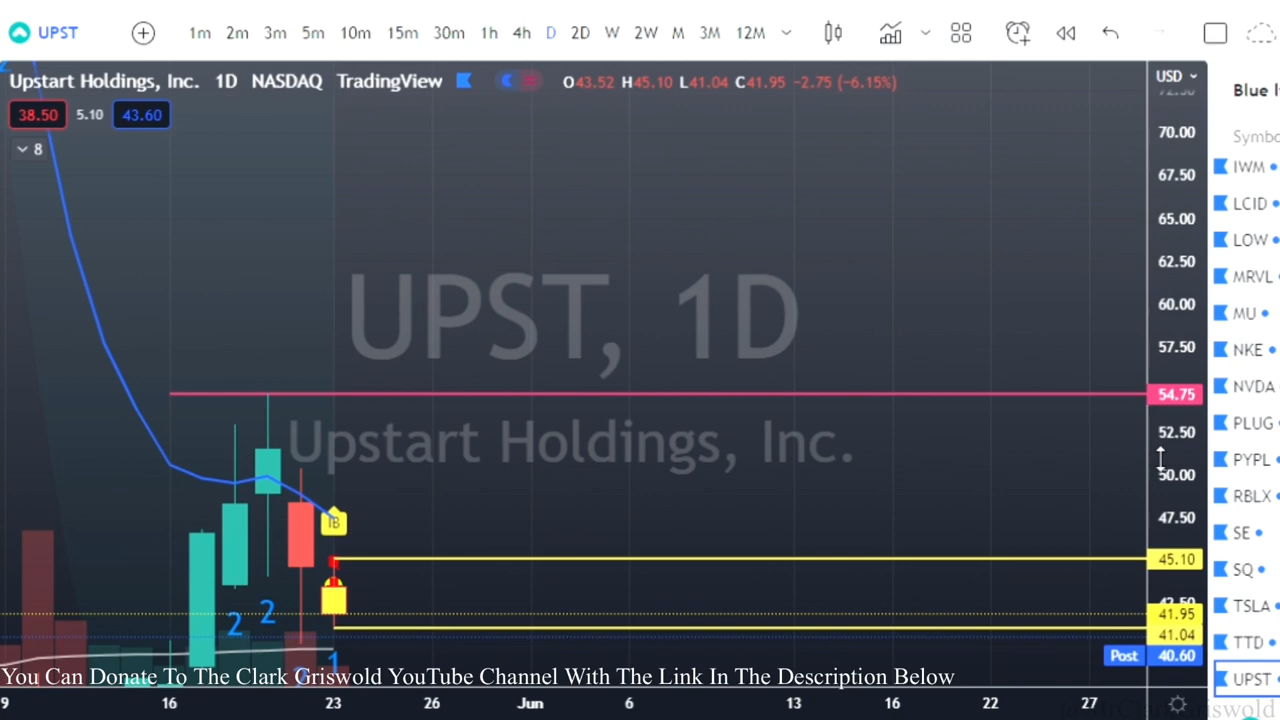 UPST 1m 2m 3m 5m 10m 15m 30m 1h 4h D 2D W 2W M 3M 12M
Upstart Holdings, Inc. 1D NASDAQ TradingView O43.52 H45.10 L41.04 C41.95 -2.75 (-6.15%)
USD
38.50 5.10 43.60
8
UPST, 1D
Upstart Holdings, Inc.
70.00
67.50
65.00
62.50
60.00
57.50
54.75
52.50
50.00
47.50
45.10
42.50
41.95
41.04
Post 40.60
IB
2
2
1
You Can Donate To The Clark Griswold YouTube Channel With The Link In The Description Below
9 16 23 26 Jun 6 13 16 22 27
Blue
IWM
LCID
LOW
MRVL
MU
NKE
NVDA
PLUG
PYPL
RBLX
SE
SQ
TSLA
TTD
UPST